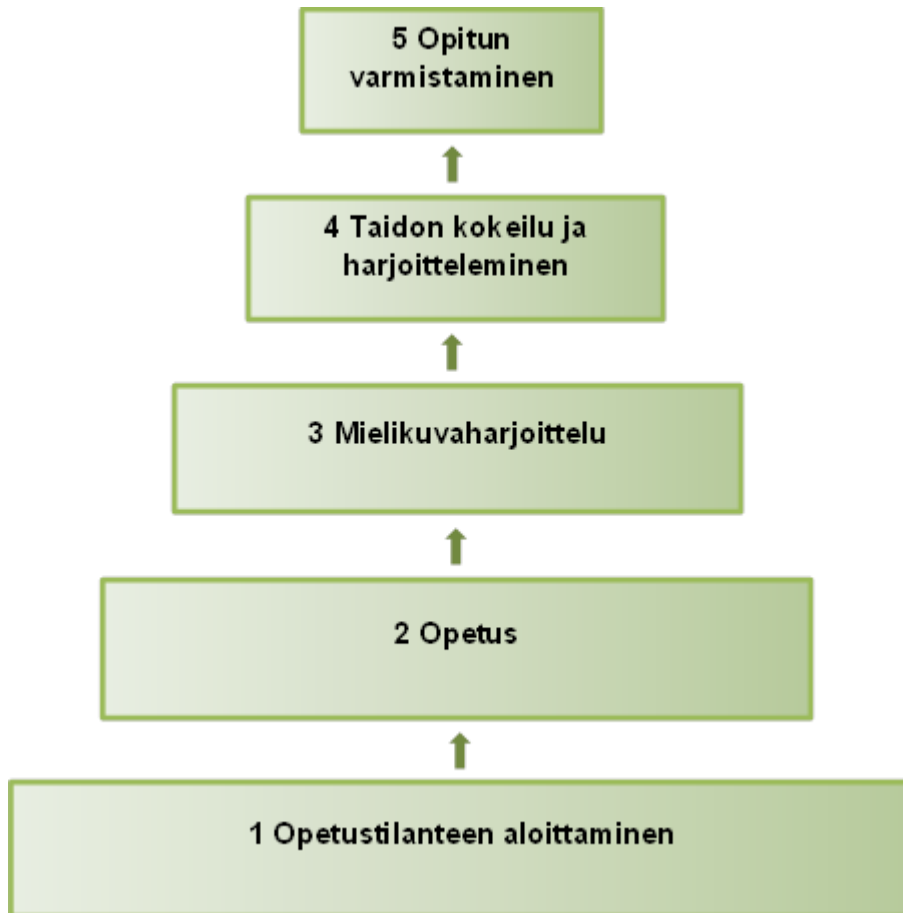 5 Opitun
varmistaminen
4 Taidon kokeilu ja
harjoitteleminen
3 Mielikuvaharjoittelu
2 Opetus
1 Opetustilanteen aloittaminen